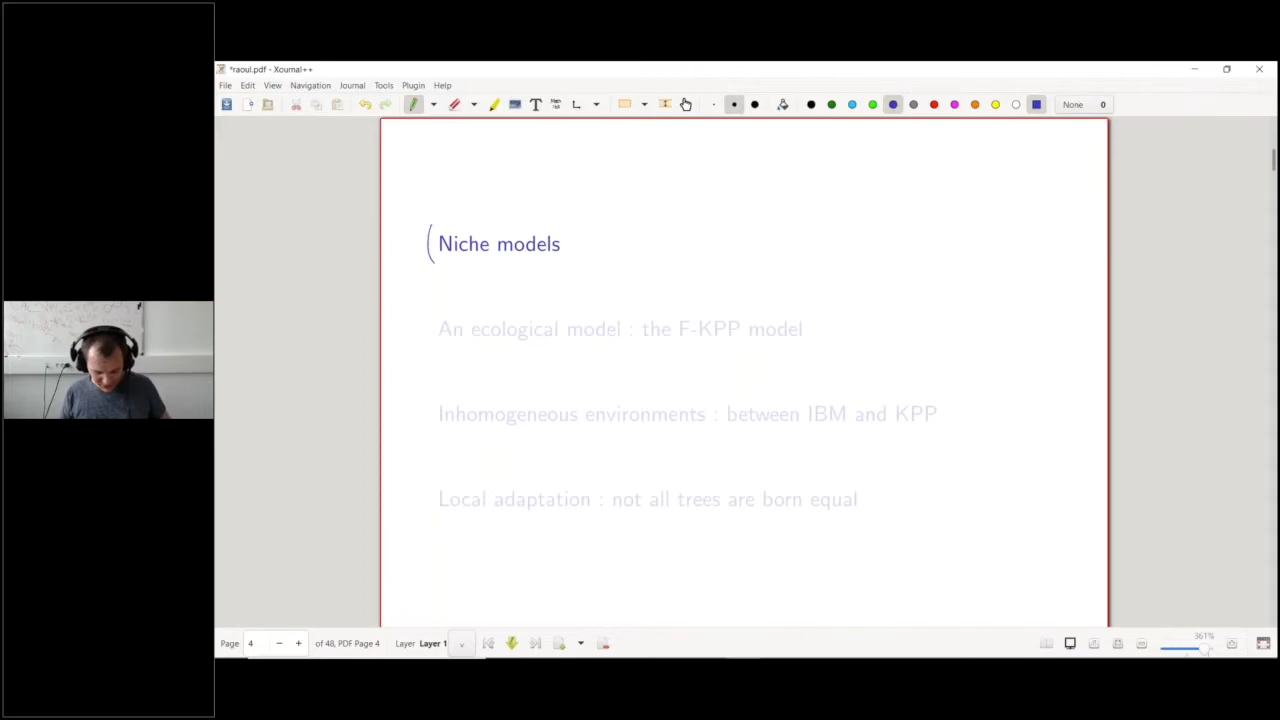 *raoul.pdf - Xournal++
File Edit View Navigation Journal Tools Plugin Help
None 0
Niche models
An ecological model : the F-KPP model
Inhomogeneous environments : between IBM and KPP
Local adaptation : not all trees are born equal
Page 4 − + of 48, PDF Page 4 Layer Layer 1 361%